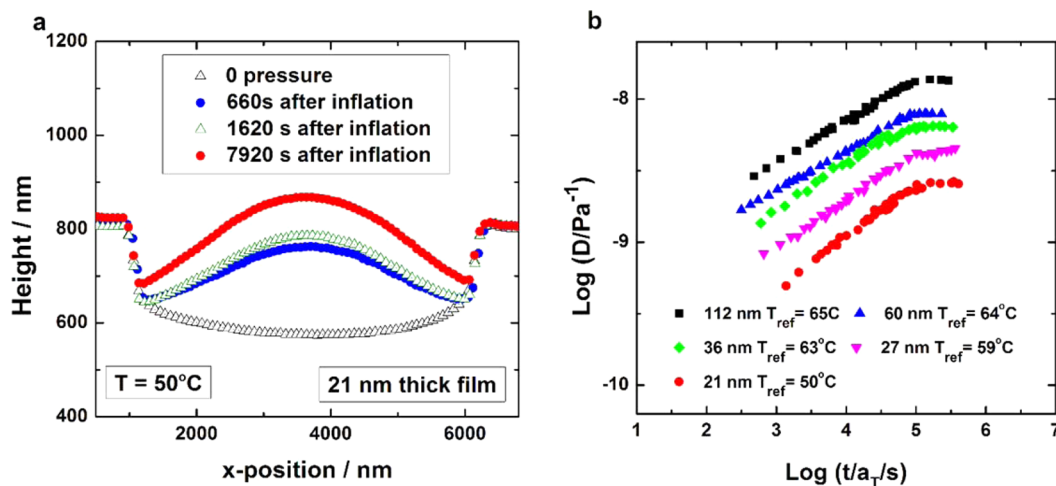 a
1200
1000
800
600
400
Height / nm
0 pressure
660s after inflation
1620 s after inflation
7920 s after inflation
T = 50°C
21 nm thick film
2000
4000
6000
x-position / nm
b
-8
-9
-10
Log (D/Pa-1)
112 nm Tref= 65C
60 nm Tref= 64°C
36 nm Tref= 63°C
27 nm Tref= 59°C
21 nm Tref= 50°C
1
2
3
4
5
6
7
Log (t/aT/s)